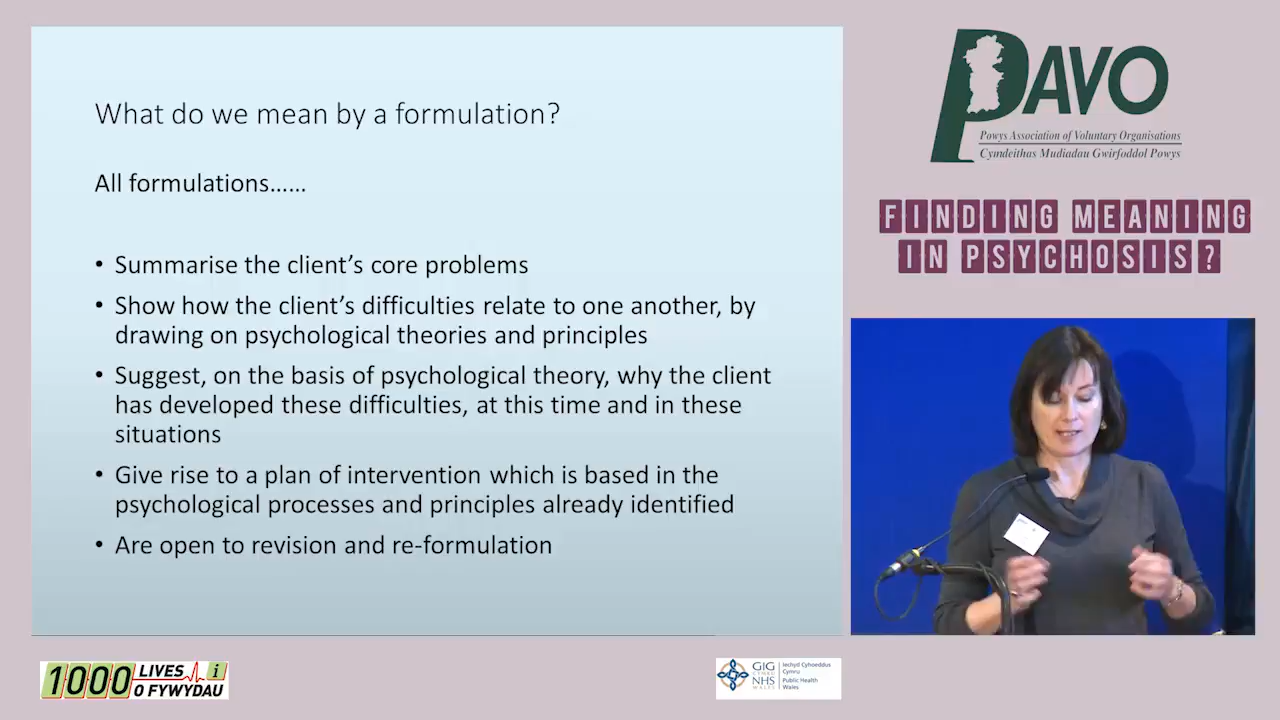 What do we mean by a formulation?
All formulations......
• Summarise the client's core problems
• Show how the client's difficulties relate to one another, by
drawing on psychological theories and principles
• Suggest, on the basis of psychological theory, why the client
has developed these difficulties, at this time and in these
situations
• Give rise to a plan of intervention which is based in the
psychological processes and principles already identified
• Are open to revision and re-formulation
PAVO
Powys Association of Voluntary Organisations
Cymdeithas Mudiadau Gwirfoddol Powys
FINDING MEANING
IN PSYCHOSIS?
1000 LIVES i
O FYWYDAU
GIG
CYMRU
NHS
WALES
Iechyd Cyhoeddus
Cymru
Public Health
Wales